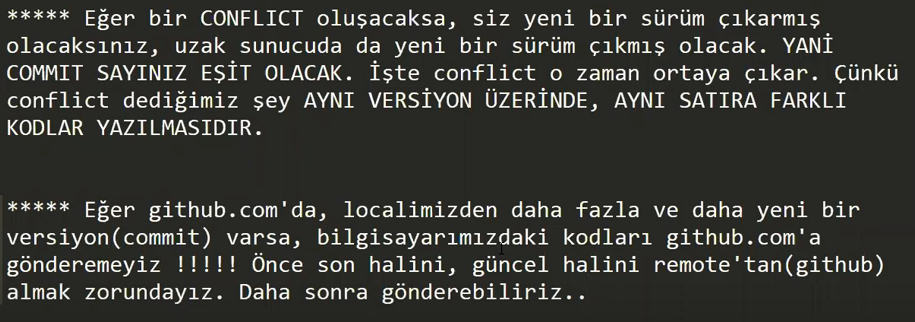 ***** Eğer bir CONFLICT oluşacaksa, siz yeni bir sürüm çıkarmış
olacaksınız, uzak sunucuda da yeni bir sürüm çıkmış olacak. YANİ
COMMIT SAYINIZ EŞİT OLACAK. İşte conflict o zaman ortaya çıkar. Çünkü
conflict dediğimiz şey AYNI VERSİYON ÜZERİNDE, AYNI SATIRA FARKLI
KODLAR YAZILMASIDIR.
***** Eğer github.com'da, localimizden daha fazla ve daha yeni bir
versiyon(commit) varsa, bilgisayarımızdaki kodları github.com'a
gönderemeyiz !!!!! Önce son halini, güncel halini remote'tan(github)
almak zorundayız. Daha sonra gönderebiliriz..